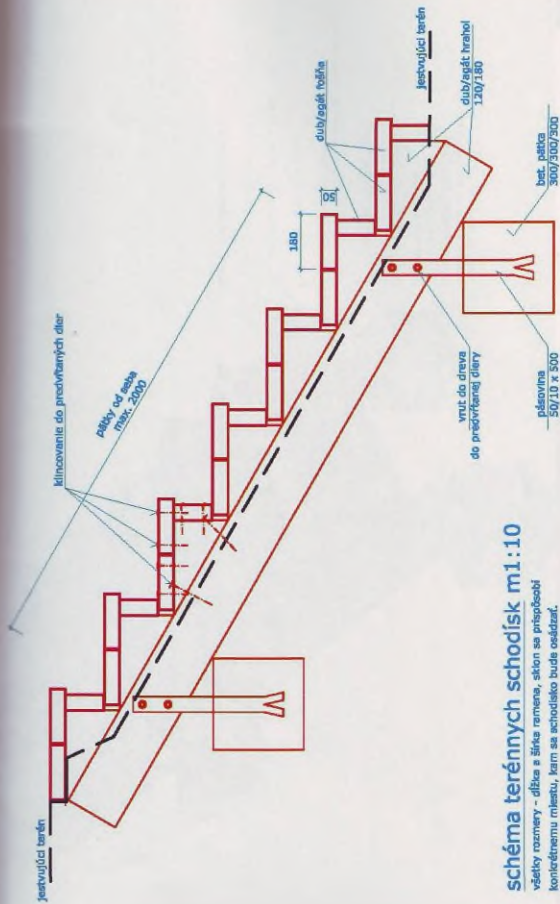 jestvujúci terén
klincovanie do predvŕtaných dier
pätky od seba
max. 2000
dub/agát fošňa
180
50
jestvujúci terén
dub/agát hrahol
120/180
vrut do dreva
do predvŕtanej diery
pásovina
50/10 x 500
bet. pätka
300/300/300
schéma terénnych schodísk m1:10
všetky rozmery - dĺžka a šírka ramena, sklon sa prispôsobí
konkrétnemu miestu, kam sa schodisko bude osádzať.